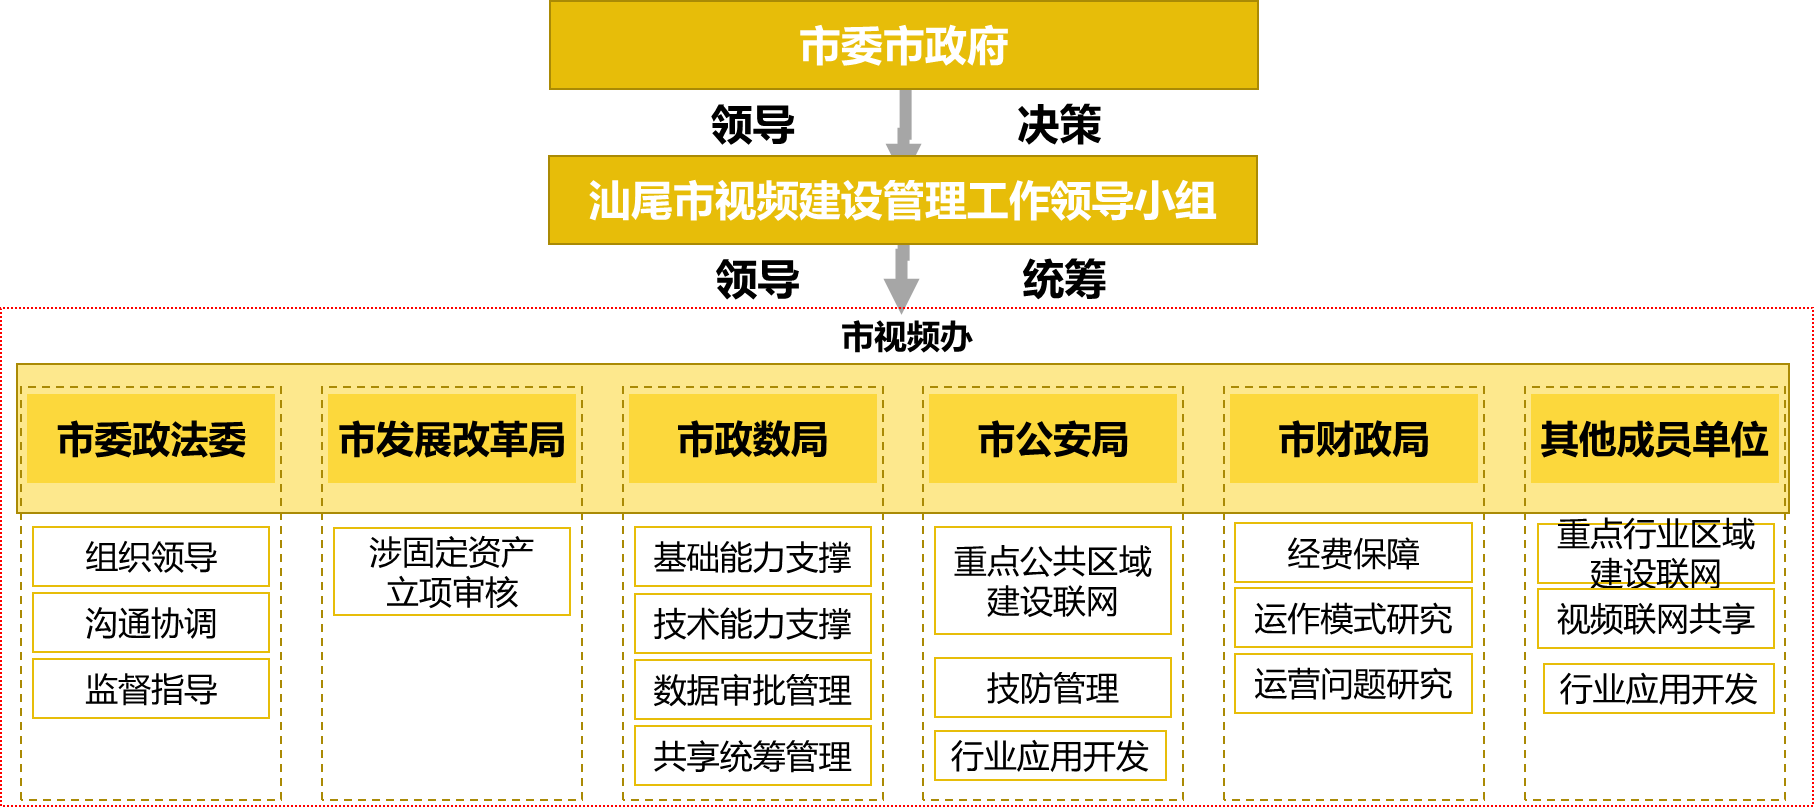 市委市政府
领导
决策
汕尾市视频建设管理工作领导小组
领导
统筹
市视频办
市委政法委
市发展改革局
市政数局
市公安局
市财政局
其他成员单位
组织领导
沟通协调
监督指导
涉固定资产
立项审核
基础能力支撑
技术能力支撑
数据审批管理
共享统筹管理
重点公共区域
建设联网
技防管理
行业应用开发
经费保障
运作模式研究
运营问题研究
重点行业区域
建设联网
视频联网共享
行业应用开发